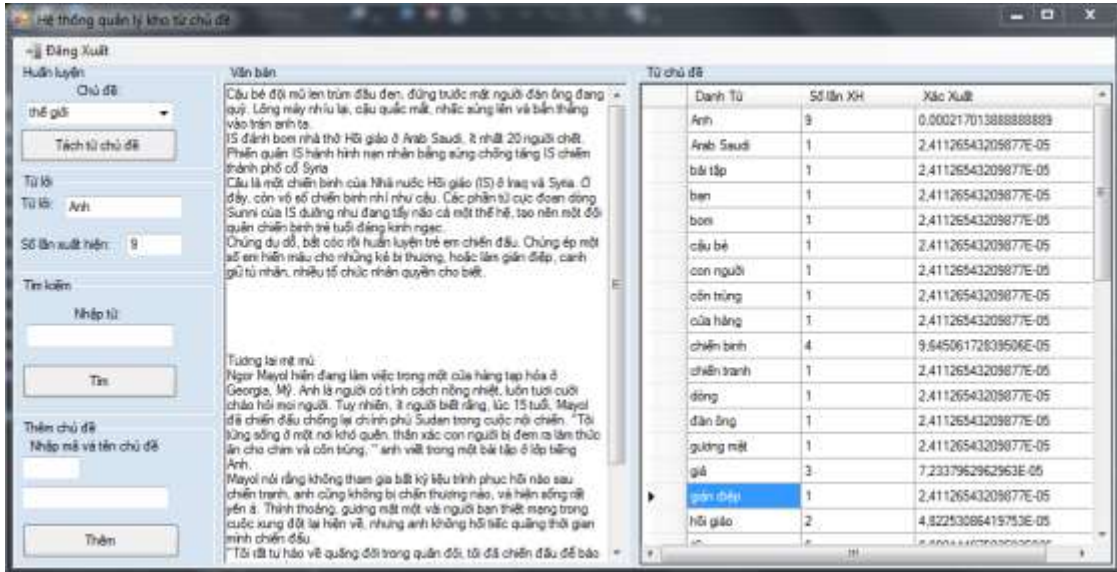 Hệ thống quản lý kho từ chủ đề
Đăng Xuất
Huấn luyện
Chủ đề
thế giới
Tách từ chủ đề
Từ lõi
Từ lõi: Anh
Số lần xuất hiện: 9
Tìm kiếm
Nhập từ:
Tìm
Thêm chủ đề
Nhập mã và tên chủ đề
Thêm
Văn bản
Cậu bé đội mũ len trùm đầu đen, đứng trước mặt người đàn ông đang
quỳ. Lông mày nhíu lại, cậu quắc mắt, nhấc súng lên và bắn thẳng
vào trán anh ta.
IS đánh bom nhà thờ Hồi giáo ở Arab Saudi, ít nhất 20 người chết
Phiến quân IS hành hình nạn nhân bằng súng chống tăng IS chiếm
thành phố cổ Syria
Cậu là một chiến binh của Nhà nước Hồi giáo (IS) ở Iraq và Syria. Ở
đây, còn vô số chiến binh nhí như cậu. Các phần tử cực đoan dòng
Sunni của IS dường như đang tẩy não cả một thế hệ, tạo nên một đội
quân chiến binh trẻ tuổi đáng kinh ngạc.
Chúng dụ dỗ, bắt cóc rồi huấn luyện trẻ em chiến đấu. Chúng ép một
số em hiến máu cho những kẻ bị thương, hoặc làm gián điệp, canh
giữ tù nhân, nhiều tổ chức nhân quyền cho biết.
Tương lai mịt mù
Ngor Mayol hiện đang làm việc trong một cửa hàng tạp hóa ở
Georgia, Mỹ. Anh là người có tính cách nồng nhiệt, luôn tươi cười
chào hỏi mọi người. Tuy nhiên, ít người biết rằng, lúc 15 tuổi, Mayol
đã chiến đấu chống lại chính phủ Sudan trong cuộc nội chiến. "Tôi
từng sống ở một nơi khó quên, thân xác con người bị đem ra làm thức
ăn cho chim và côn trùng, " anh viết trong một bài tập ở lớp tiếng
Anh.
Mayol nói rằng không tham gia bất kỳ liệu trình phục hồi nào sau
chiến tranh, anh cũng không bị chấn thương nào, và hiện sống rất
yên ả. Thỉnh thoảng, gương mặt một vài người bạn thiệt mạng trong
cuộc xung đột lại hiện về, nhưng anh không hối tiếc quãng thời gian
mình chiến đấu.
"Tôi rất tự hào về quãng đời trong quân đội, tôi đã chiến đấu để bảo
Từ chủ đề
Danh Từ Số lần XH Xác Xuất
Anh 9 0,000217013888888889
Arab Saudi 1 2,41126543209877E-05
bài tập 1 2,41126543209877E-05
bạn 1 2,41126543209877E-05
bom 1 2,41126543209877E-05
cậu bé 1 2,41126543209877E-05
con người 1 2,41126543209877E-05
côn trùng 1 2,41126543209877E-05
cửa hàng 1 2,41126543209877E-05
chiến binh 4 9,64506172839506E-05
chiến tranh 1 2,41126543209877E-05
dòng 1 2,41126543209877E-05
đàn ông 1 2,41126543209877E-05
gương mặt 1 2,41126543209877E-05
giá 3 7,2337962962963E-05
gián điệp 1 2,41126543209877E-05
hồi giáo 2 4,82253086419753E-05